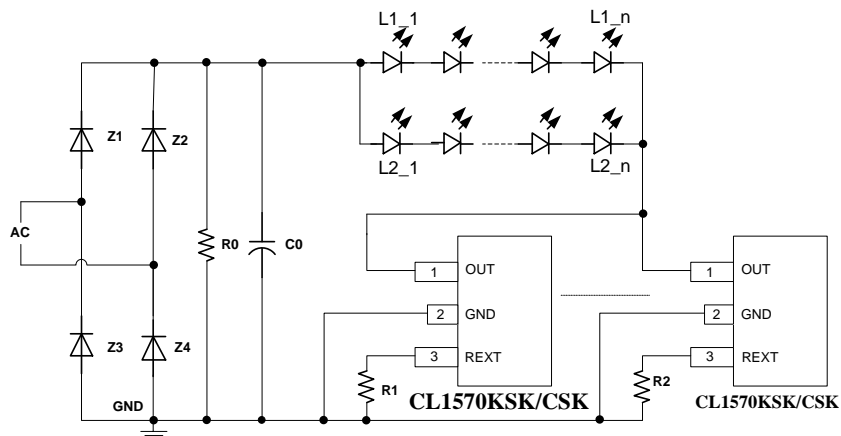 L1_1
L1_n
Z1
Z2
L2_1
L2_n
AC
R0
C0
1
OUT
1
OUT
2
GND
2
GND
Z3
Z4
3
REXT
3
REXT
R1
R2
GND
CL1570KSK/CSK
CL1570KSK/CSK